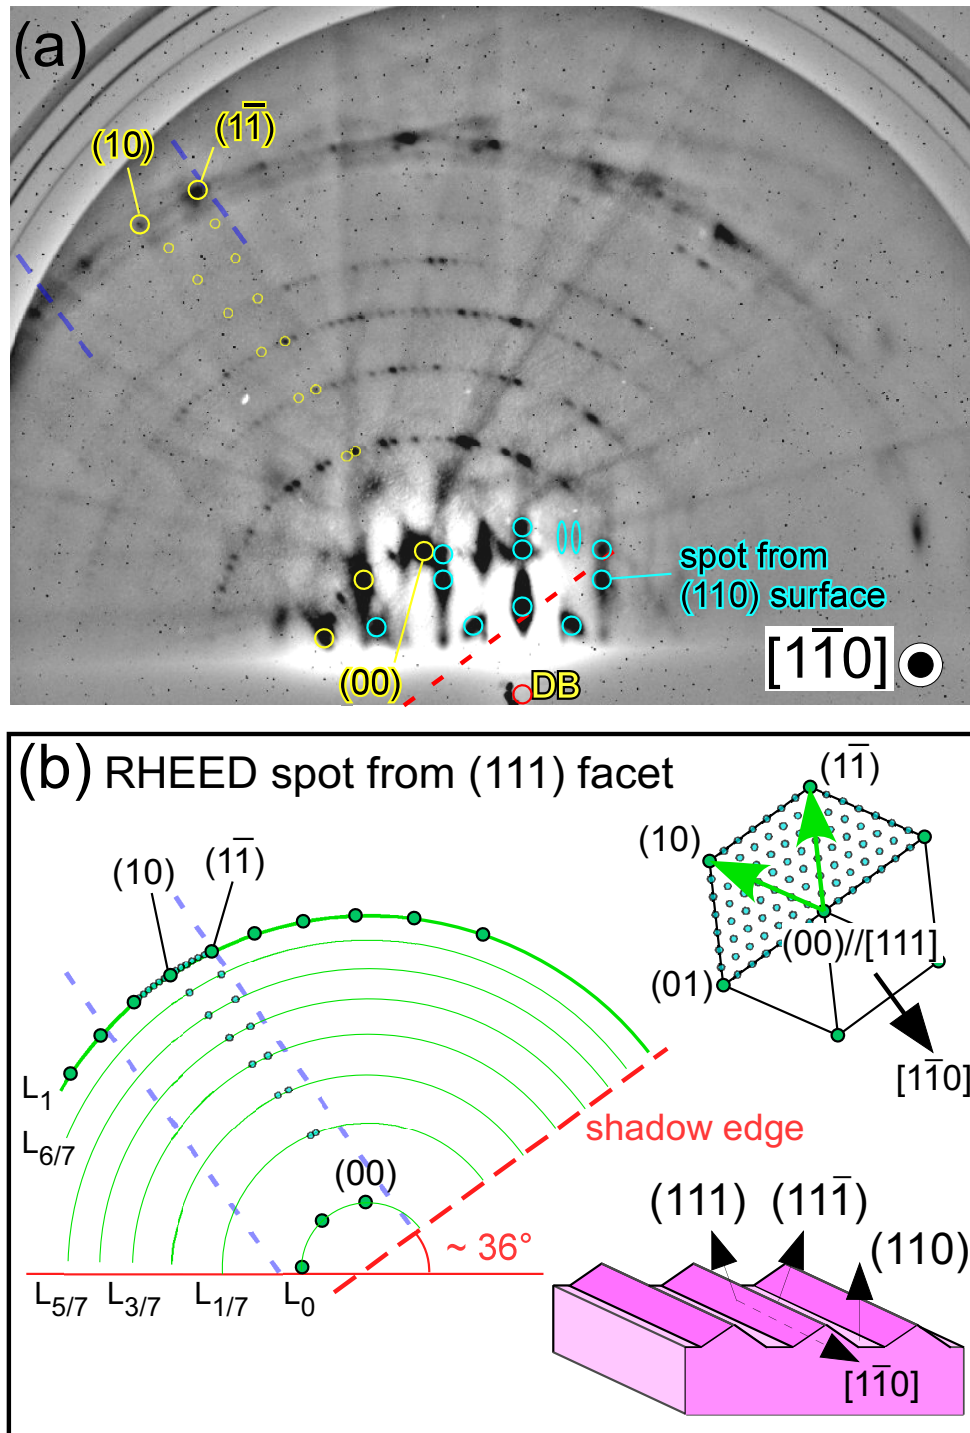 (a)
(10)
(11̅)
spot from
(110) surface
(00)
DB
[11̅0]
(b) RHEED spot from (111) facet
(11̅)
(10)
(00)//[111]
(01)
[11̅0]
(10)
(11̅)
L1
L6/7
shadow edge
(00)
~ 36°
L5/7
L3/7
L1/7
L0
(111)
(111̅)
(110)
[11̅0]